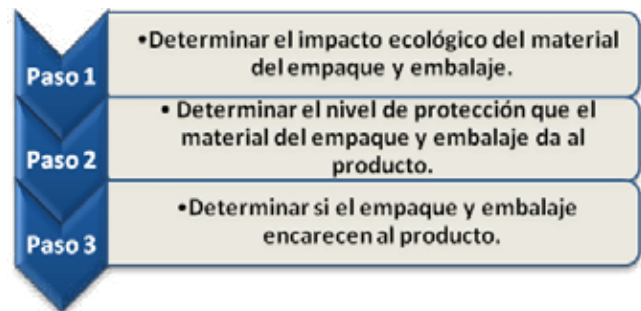 Paso 1
•Determinar el impacto ecológico del material
del empaque y embalaje.
Paso 2
• Determinar el nivel de protección que el
material del empaque y embalaje da al
producto.
Paso 3
•Determinar si el empaque y embalaje
encarecen al producto.